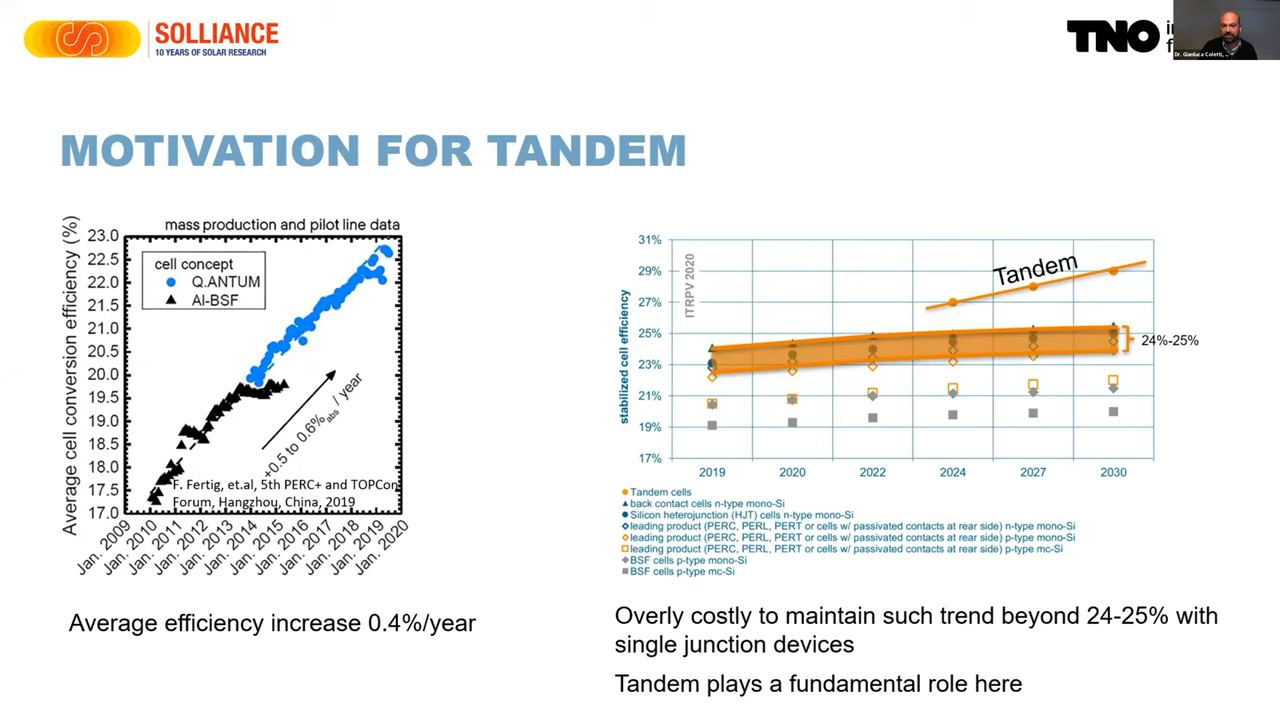 SOLLIANCE
10 YEARS OF SOLAR RESEARCH
TNO
Dr. Gianluca Coletti, ...
MOTIVATION FOR TANDEM
mass production and pilot line data
Average cell conversion efficiency (%)
23.0
22.5
22.0
21.5
21.0
20.5
20.0
19.5
19.0
18.5
18.0
17.5
17.0
cell concept
Q.ANTUM
Al-BSF
+0.5 to 0.6%abs / year
F. Fertig, et.al, 5th PERC+ and TOPCon
Forum, Hangzhou, China, 2019
Jan. 2009
Jan. 2010
Jan. 2011
Jan. 2012
Jan. 2013
Jan. 2014
Jan. 2015
Jan. 2016
Jan. 2017
Jan. 2018
Jan. 2019
Jan. 2020
Average efficiency increase 0.4%/year
stabilized cell efficiency
31%
29%
27%
25%
23%
21%
19%
17%
ITRPV 2020
Tandem
24%-25%
2019 2020 2022 2024 2027 2030
Tandem cells
back contact cells n-type mono-Si
Silicon heterojunction (HJT) cells n-type mono-Si
leading product (PERC, PERL, PERT or cells w/ passivated contacts at rear side) n-type mono-Si
leading product (PERC, PERL, PERT or cells w/ passivated contacts at rear side) p-type mono-Si
leading product (PERC, PERL, PERT or cells w/ passivated contacts at rear side) p-type mc-Si
BSF cells p-type mono-Si
BSF cells p-type mc-Si
Overly costly to maintain such trend beyond 24-25% with
single junction devices
Tandem plays a fundamental role here